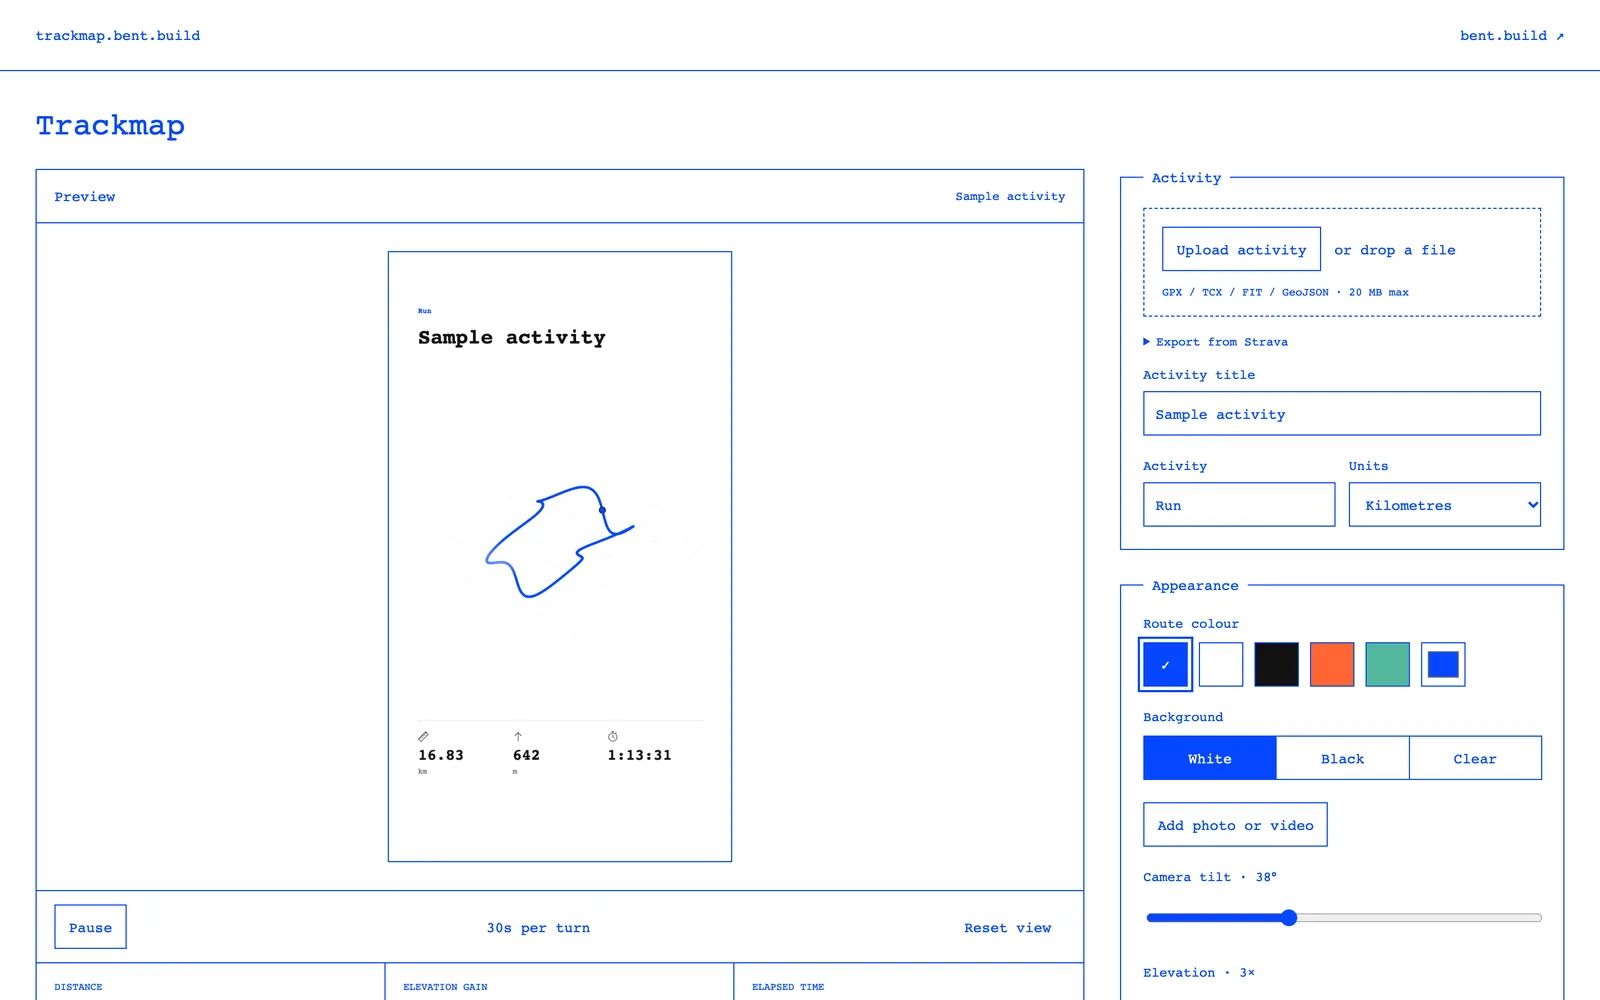 trackmap.bent.build
bent.build ↗
Trackmap
Preview
Sample activity
Run
Sample activity
16.83
642
1:13:31
km
m
Pause
30s per turn
Reset view
DISTANCE
ELEVATION GAIN
ELAPSED TIME
Activity
Upload activity
or drop a file
GPX / TCX / FIT / GeoJSON · 20 MB max
Export from Strava
Activity title
Sample activity
Activity
Units
Run
Kilometres
Appearance
Route colour
Background
White
Black
Clear
Add photo or video
Camera tilt · 38°
Elevation · 3×